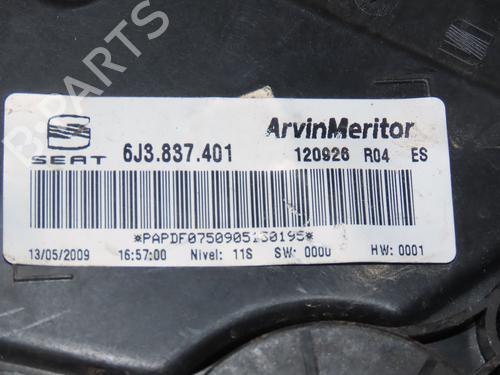 SEAT
6J3.837.401
ArvinMeritor
120926 R04 ES
*PAPDF0750905130195*
13/05/2009 16:57:00 Nivel: 11S SW: 0000 HW: 0001
B-Parts